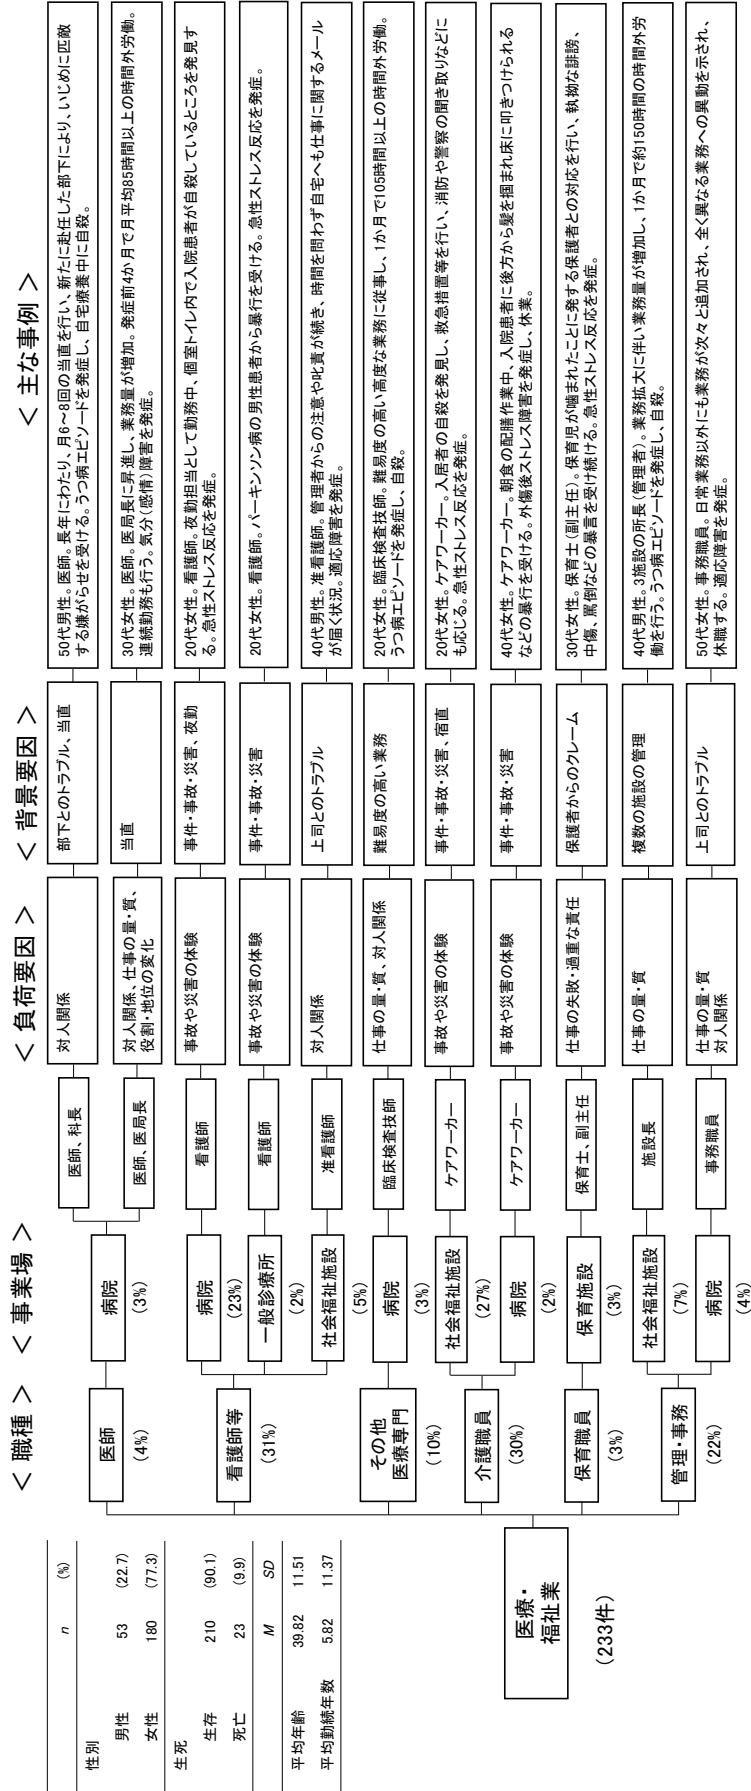 ＜ 職種 ＞ ＜ 事業場 ＞ ＜ 負荷要因 ＞ ＜ 背景要因 ＞ ＜ 主な事例 ＞
n (%)
性別
男性 53 (22.7)
女性 180 (77.3)
生死
生存 210 (90.1)
死亡 23 (9.9)
M SD
平均年齢 39.82 11.51
平均勤続年数 5.82 11.37
医療・
福祉業
(233件)
医師
(4%)
病院
(3%)
医師、科長
対人関係
部下とのトラブル、当直
50代男性。医師。長年にわたり、月6～8回の当直を行い、新たに赴任した部下により、いじめに匹敵
する嫌がらせを受ける。うつ病エピソードを発症し、自宅療養中に自殺。
医師、医局長
対人関係、仕事の量・質、
役割・地位の変化
当直
30代女性。医師。医局長に昇進し、業務量が増加。発症前4か月で月平均85時間以上の時間外労働。
連続勤務も行う。気分（感情）障害を発症。
看護師等
(31%)
病院
(23%)
看護師
事故や災害の体験
事件・事故・災害、夜勤
20代女性。看護師。夜勤担当として勤務中、個室トイレ内で入院患者が自殺しているところを発見す
る。急性ストレス反応を発症。
一般診療所
(2%)
看護師
事故や災害の体験
事件・事故・災害
20代女性。看護師。パーキンソン病の男性患者から暴行を受ける。急性ストレス反応を発症。
社会福祉施設
(5%)
准看護師
対人関係
上司とのトラブル
40代男性。准看護師。管理者からの注意や叱責が続き、時間を問わず自宅へも仕事に関するメール
が届く状況。適応障害を発症。
その他
医療専門
(10%)
病院
(3%)
臨床検査技師
仕事の量・質、対人関係
難易度の高い業務
20代女性。臨床検査技師。難易度の高い高度な業務に従事し、1か月で105時間以上の時間外労働。
うつ病エピソードを発症し、自殺。
介護職員
(30%)
社会福祉施設
(27%)
ケアワーカー
事故や災害の体験
事件・事故・災害、宿直
20代女性。ケアワーカー。入居者の自殺を発見し、救急措置等を行い、消防や警察の聞き取りなどに
も応じる。急性ストレス反応を発症。
病院
(2%)
ケアワーカー
事故や災害の体験
事件・事故・災害
40代女性。ケアワーカー。朝食の配膳作業中、入院患者に後方から髪を掴まれ床に叩きつけられる
などの暴行を受ける。外傷後ストレス障害を発症し、休業。
保育職員
(3%)
保育施設
(3%)
保育士、副主任
仕事の失敗・過重な責任
保護者からのクレーム
30代女性。保育士（副主任）。保育児が噛まれたことに発する保護者との対応を行い、執拗な誹謗、
中傷、罵倒などの暴言を受け続ける。急性ストレス反応を発症。
管理・事務
(22%)
社会福祉施設
(7%)
施設長
仕事の量・質
複数の施設の管理
40代男性。3施設の所長（管理者）。業務拡大に伴い業務量が増加し、1か月で約150時間の時間外労
働を行う。うつ病エピソードを発症し、自殺。
病院
(4%)
事務職員
仕事の量・質
対人関係
上司とのトラブル
50代女性。事務職員。日常業務以外にも業務が次々と追加され、全く異なる業務への異動を示され、
休職する。適応障害を発症。